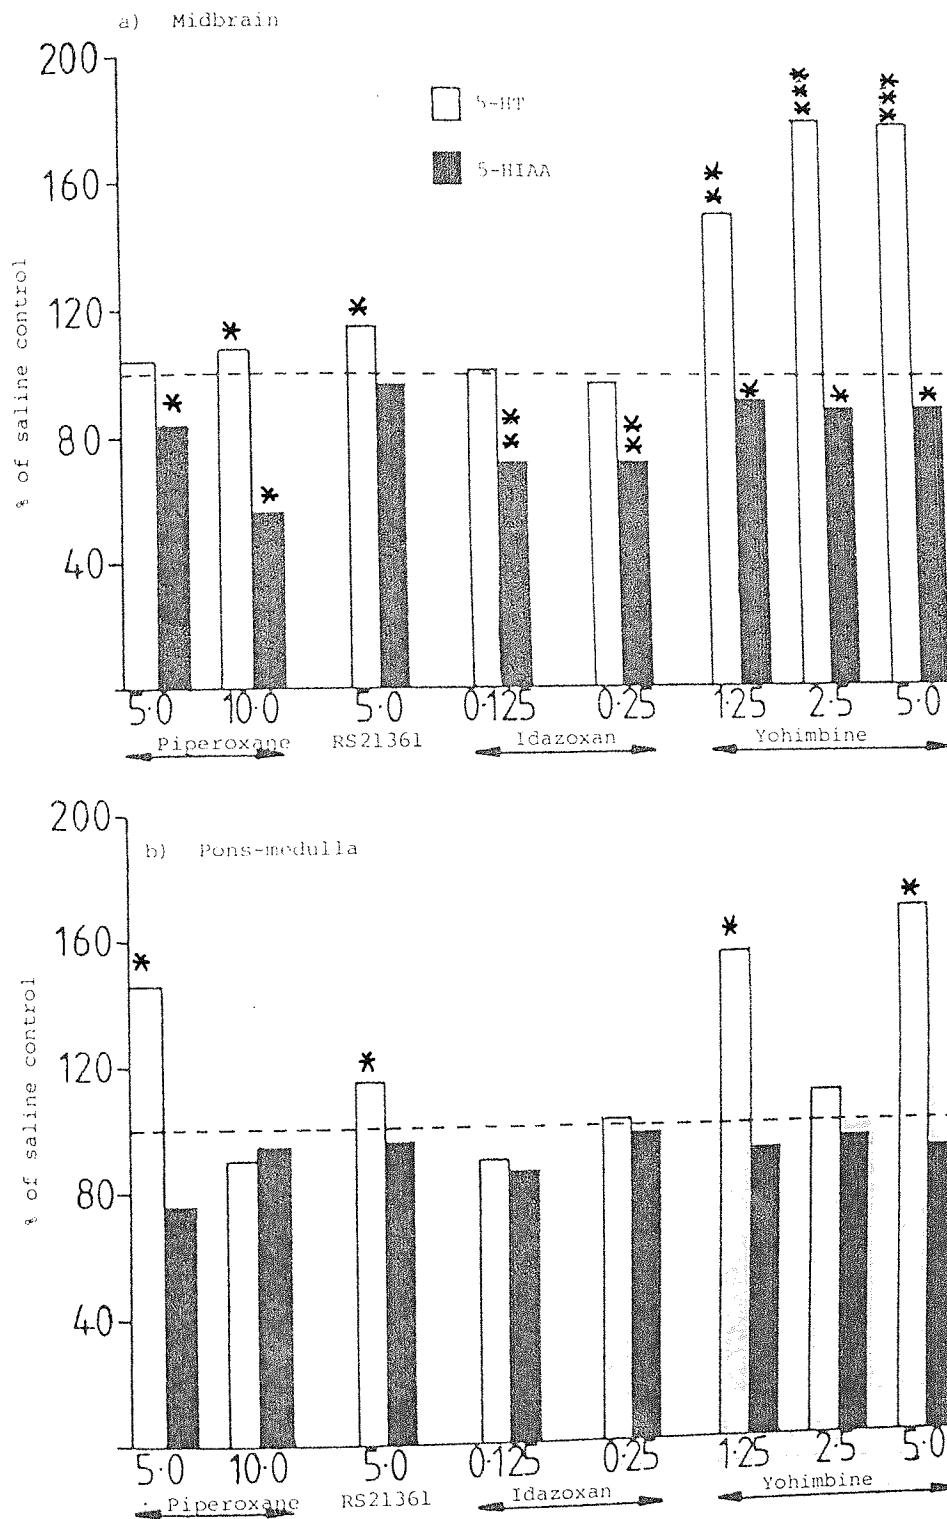 a) Midbrain
200
160
120
80
40
% of saline control
5-HT
5-HIAA
* * * * ** ** ** * *** * *** *
5·0 10·0 5·0 0·125 0·25 1·25 2·5 5·0
Piperoxane RS21361 Idazoxan Yohimbine
b) Pons-medulla
200
160
120
80
40
% of saline control
* * * *
5·0 10·0 5·0 0·125 0·25 1·25 2·5 5·0
Piperoxane RS21361 Idazoxan Yohimbine